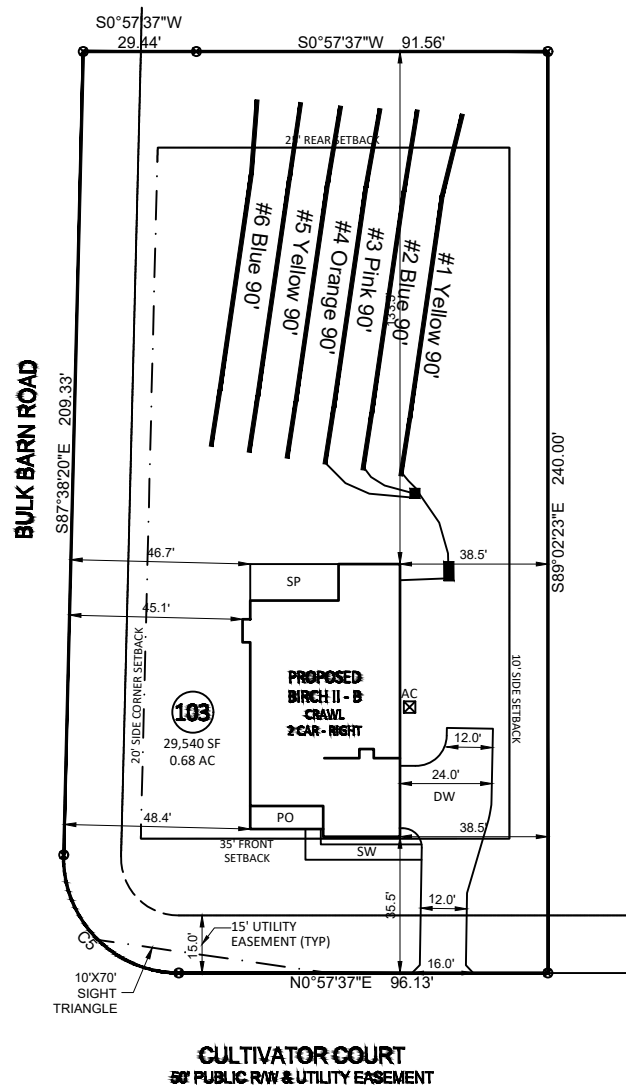 S0°57'37"W
29.44'
S0°57'37"W 91.56'
25' REAR SETBACK
#6 Blue 90'
#5 Yellow 90'
#4 Orange 90'
#3 Pink 90'
#2 Blue 90'
#1 Yellow 90'
133.5'
BULK BARN ROAD
S87°38'20"E 209.33'
S89°02'23"E 240.00'
46.7'
38.5'
SP
45.1'
20' SIDE CORNER SETBACK
10' SIDE SETBACK
PROPOSED
BIRCH II - B
CRAWL
2 CAR - RIGHT
AC
103
29,540 SF
0.68 AC
12.0'
24.0'
DW
48.4'
PO
38.5'
35' FRONT
SETBACK
SW
35.5'
12.0'
C5
15.0'
15' UTILITY
EASEMENT (TYP)
16.0'
10'X70'
SIGHT
TRIANGLE
N0°57'37"E 96.13'
CULTIVATOR COURT
50' PUBLIC R/W & UTILITY EASEMENT